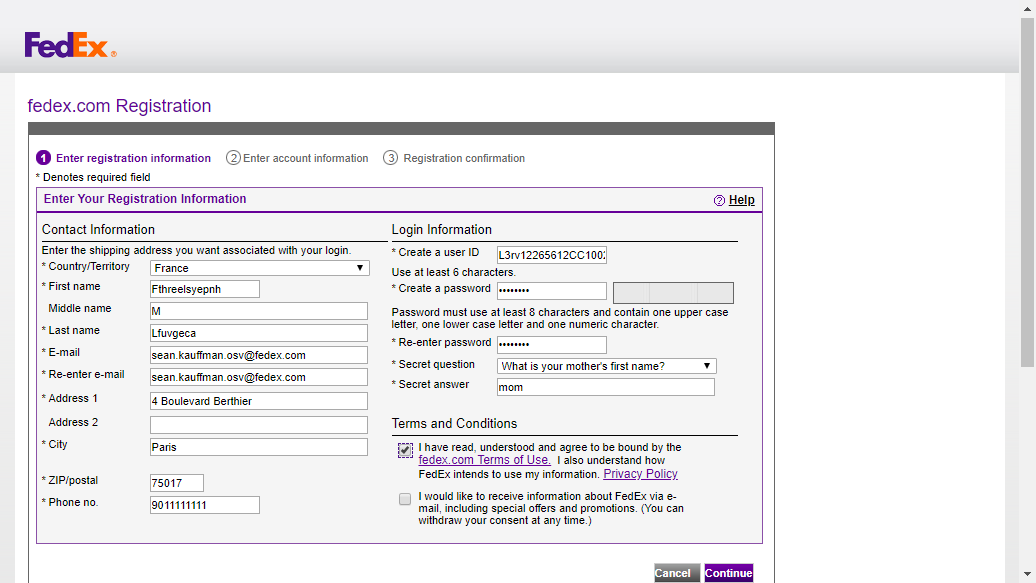 FedEx®
fedex.com Registration
1 Enter registration information 2 Enter account information 3 Registration confirmation
* Denotes required field
Enter Your Registration Information
? Help
Contact Information
Enter the shipping address you want associated with your login.
* Country/Territory France
* First name Fthreelsyepnh
Middle name M
* Last name Lfuvgeca
* E-mail sean.kauffman.osv@fedex.com
* Re-enter e-mail sean.kauffman.osv@fedex.com
* Address 1 4 Boulevard Berthier
Address 2
* City Paris
* ZIP/postal 75017
* Phone no. 9011111111
Login Information
* Create a user ID L3rv12265612CC100
Use at least 6 characters.
* Create a password ••••••••
Password must use at least 8 characters and contain one upper case
letter, one lower case letter and one numeric character.
* Re-enter password ••••••••
* Secret question What is your mother's first name?
* Secret answer mom
Terms and Conditions
I have read, understood and agree to be bound by the
fedex.com Terms of Use. I also understand how
FedEx intends to use my information. Privacy Policy
I would like to receive information about FedEx via e-
mail, including special offers and promotions. (You can
withdraw your consent at any time.)
Cancel Continue